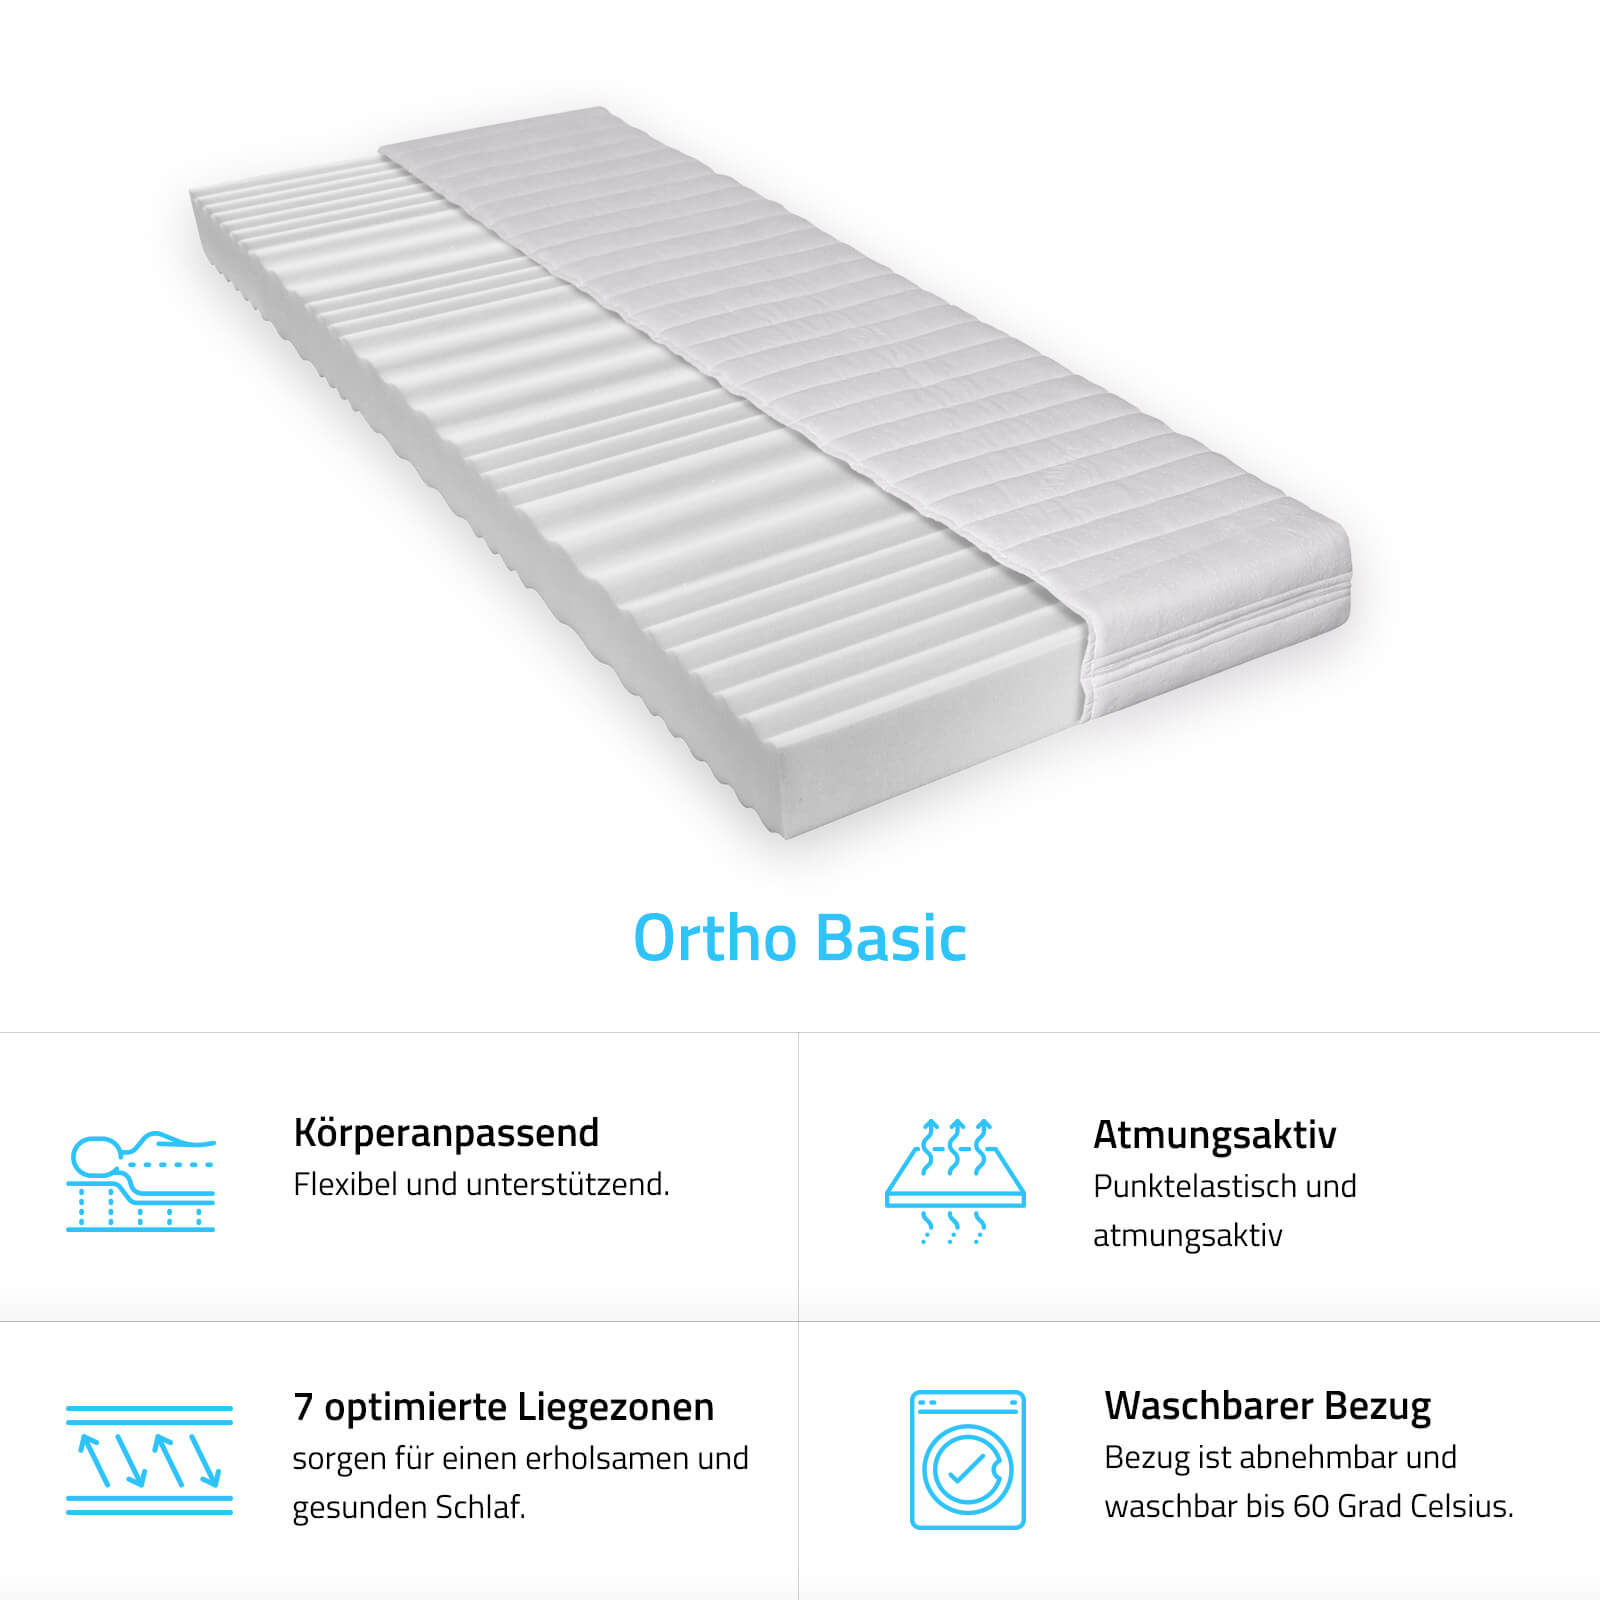 Ortho Basic
Körperanpassend
Flexibel und unterstützend.
Atmungsaktiv
Punktelastisch und
atmungsaktiv
7 optimierte Liegezonen
sorgen für einen erholsamen und
gesunden Schlaf.
Waschbarer Bezug
Bezug ist abnehmbar und
waschbar bis 60 Grad Celsius.